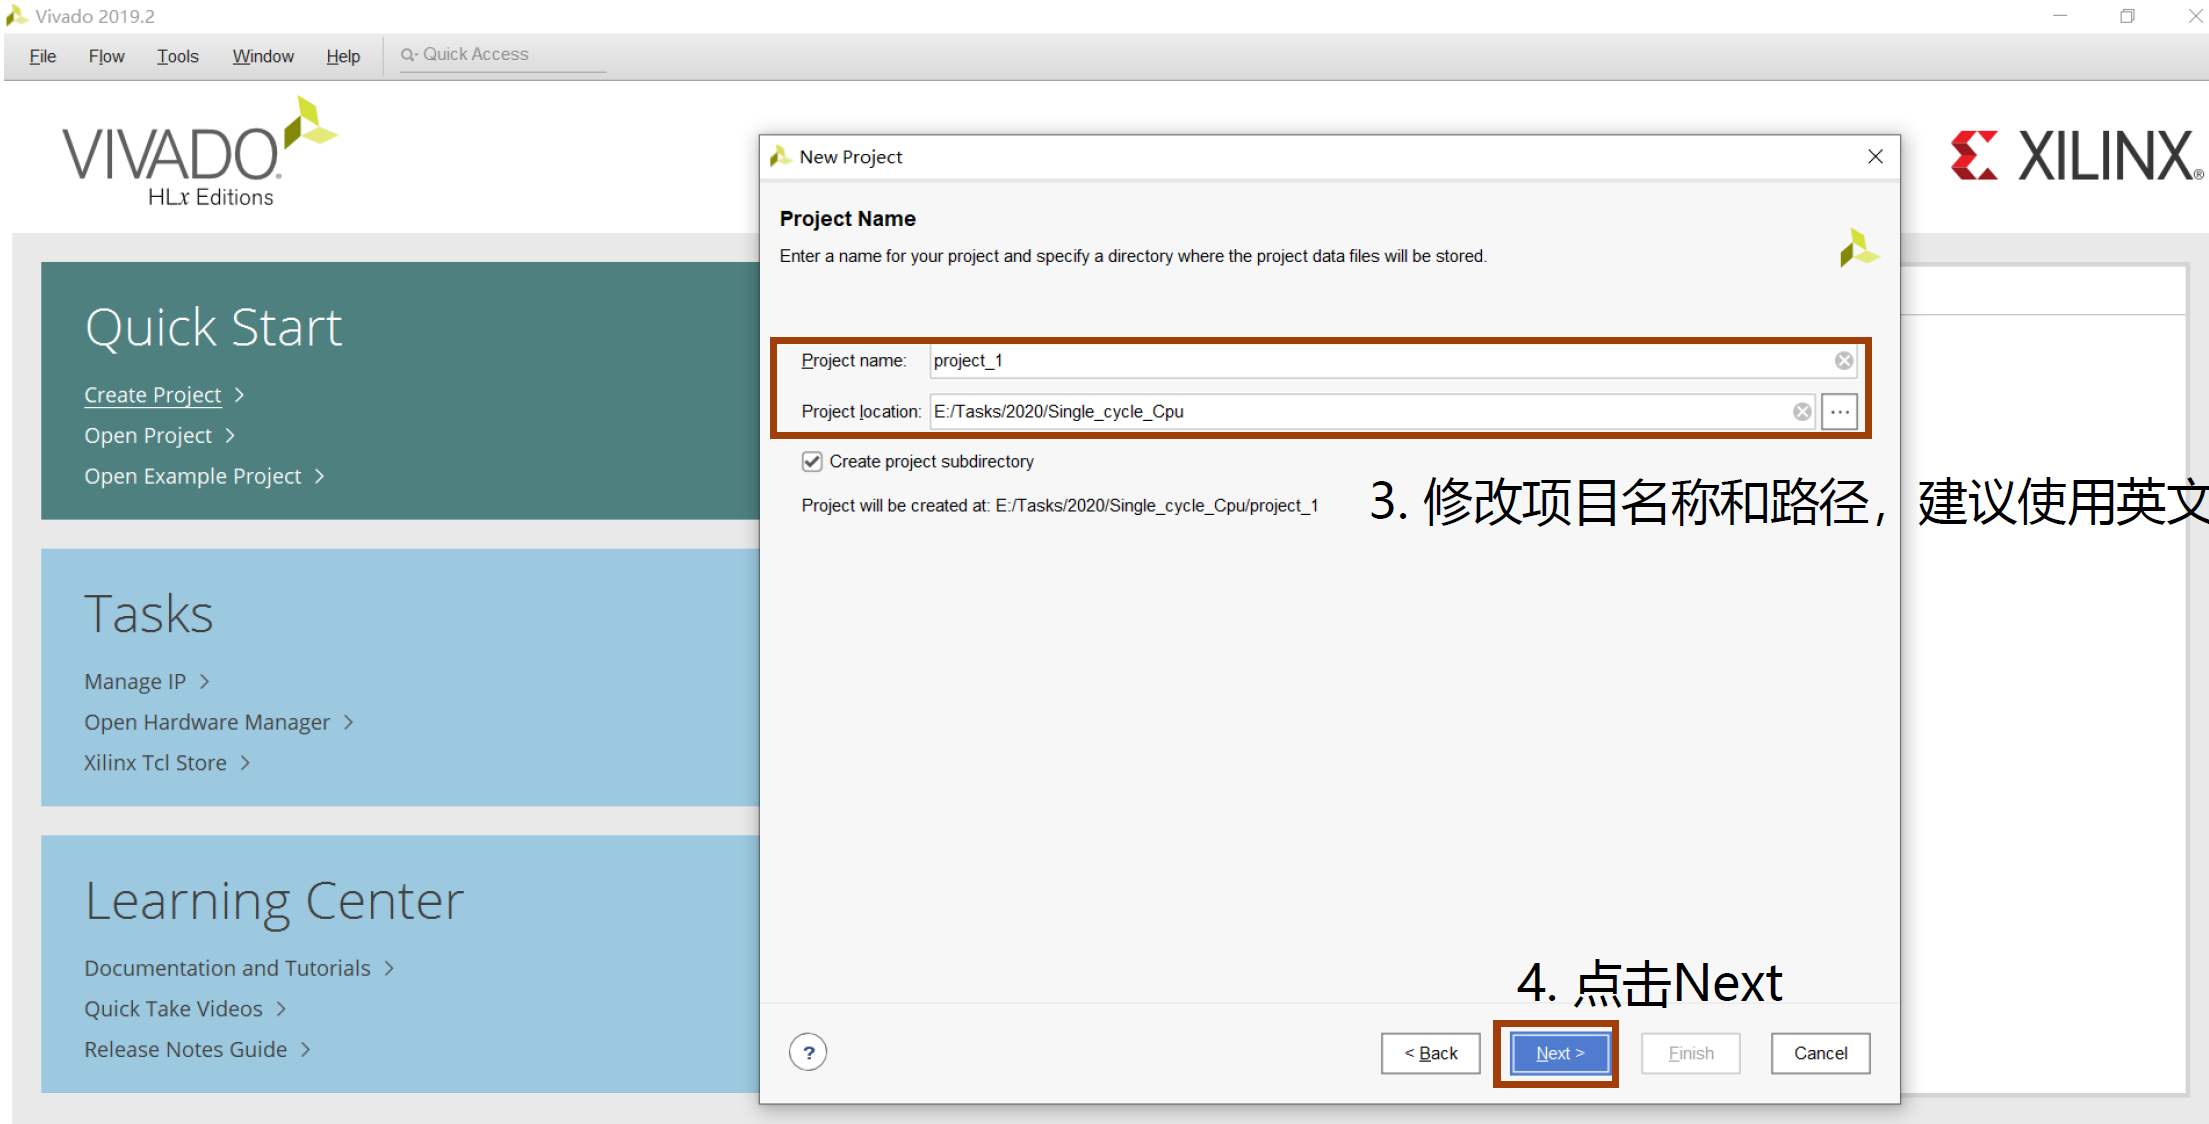 Vivado 2019.2
File Flow Tools Window Help Quick Access
VIVADO.
HLx Editions
XILINX®
Quick Start
Create Project
Open Project
Open Example Project
Tasks
Manage IP
Open Hardware Manager
Xilinx Tcl Store
Learning Center
Documentation and Tutorials
Quick Take Videos
Release Notes Guide
New Project
Project Name
Enter a name for your project and specify a directory where the project data files will be stored.
Project name: project_1
Project location: E:/Tasks/2020/Single_cycle_Cpu ...
Create project subdirectory
Project will be created at: E:/Tasks/2020/Single_cycle_Cpu/project_1
3. 修改项目名称和路径，建议使用英文
4. 点击Next
? < Back Next > Finish Cancel